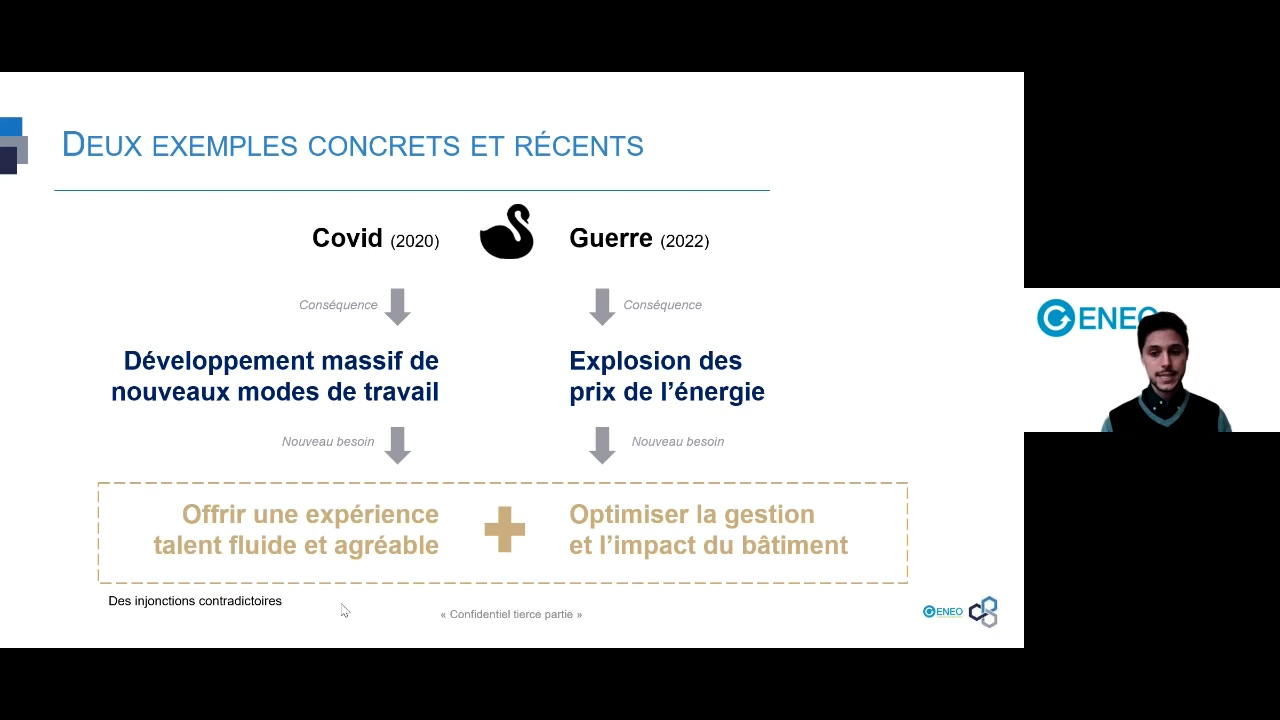 DEUX EXEMPLES CONCRETS ET RÉCENTS
Covid (2020)
Guerre (2022)
Conséquence
Conséquence
Développement massif de
nouveaux modes de travail
Explosion des
prix de l’énergie
Nouveau besoin
Nouveau besoin
Offrir une expérience
talent fluide et agréable
Optimiser la gestion
et l’impact du bâtiment
Des injonctions contradictoires
« Confidentiel tierce partie »
GENEO
GENEO